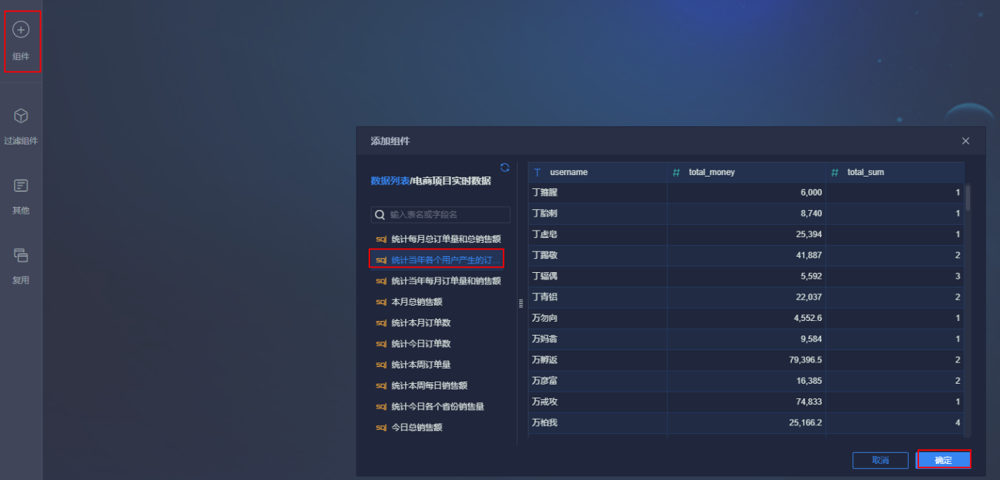 组件
过滤组件
其他
复用
添加组件
数据列表/电商项目实时数据
输入表名或字段名
sql 统计每月总订单量和总销售额
sql 统计当年各个用户产生的订...
sql 统计当年每月订单量和销售额
sql 本月总销售额
sql 统计本月订单数
sql 统计今日订单数
sql 统计本周订单量
sql 统计本周每日销售额
sql 统计今日各个省份销售量
sql 今日总销售额
T username # total_money # total_sum
丁箍腥 6,000 1
丁胎刺 8,740 1
丁虚皂 25,394 1
丁踢敬 41,887 2
丁辐偶 5,592 3
丁青铝 22,037 2
万勿向 4,552.6 1
万妈翕 9,584 1
万孵返 79,396.5 2
万彦富 16,385 2
万戒攻 74,833 1
万柏我 25,166.2 4
取消 确定